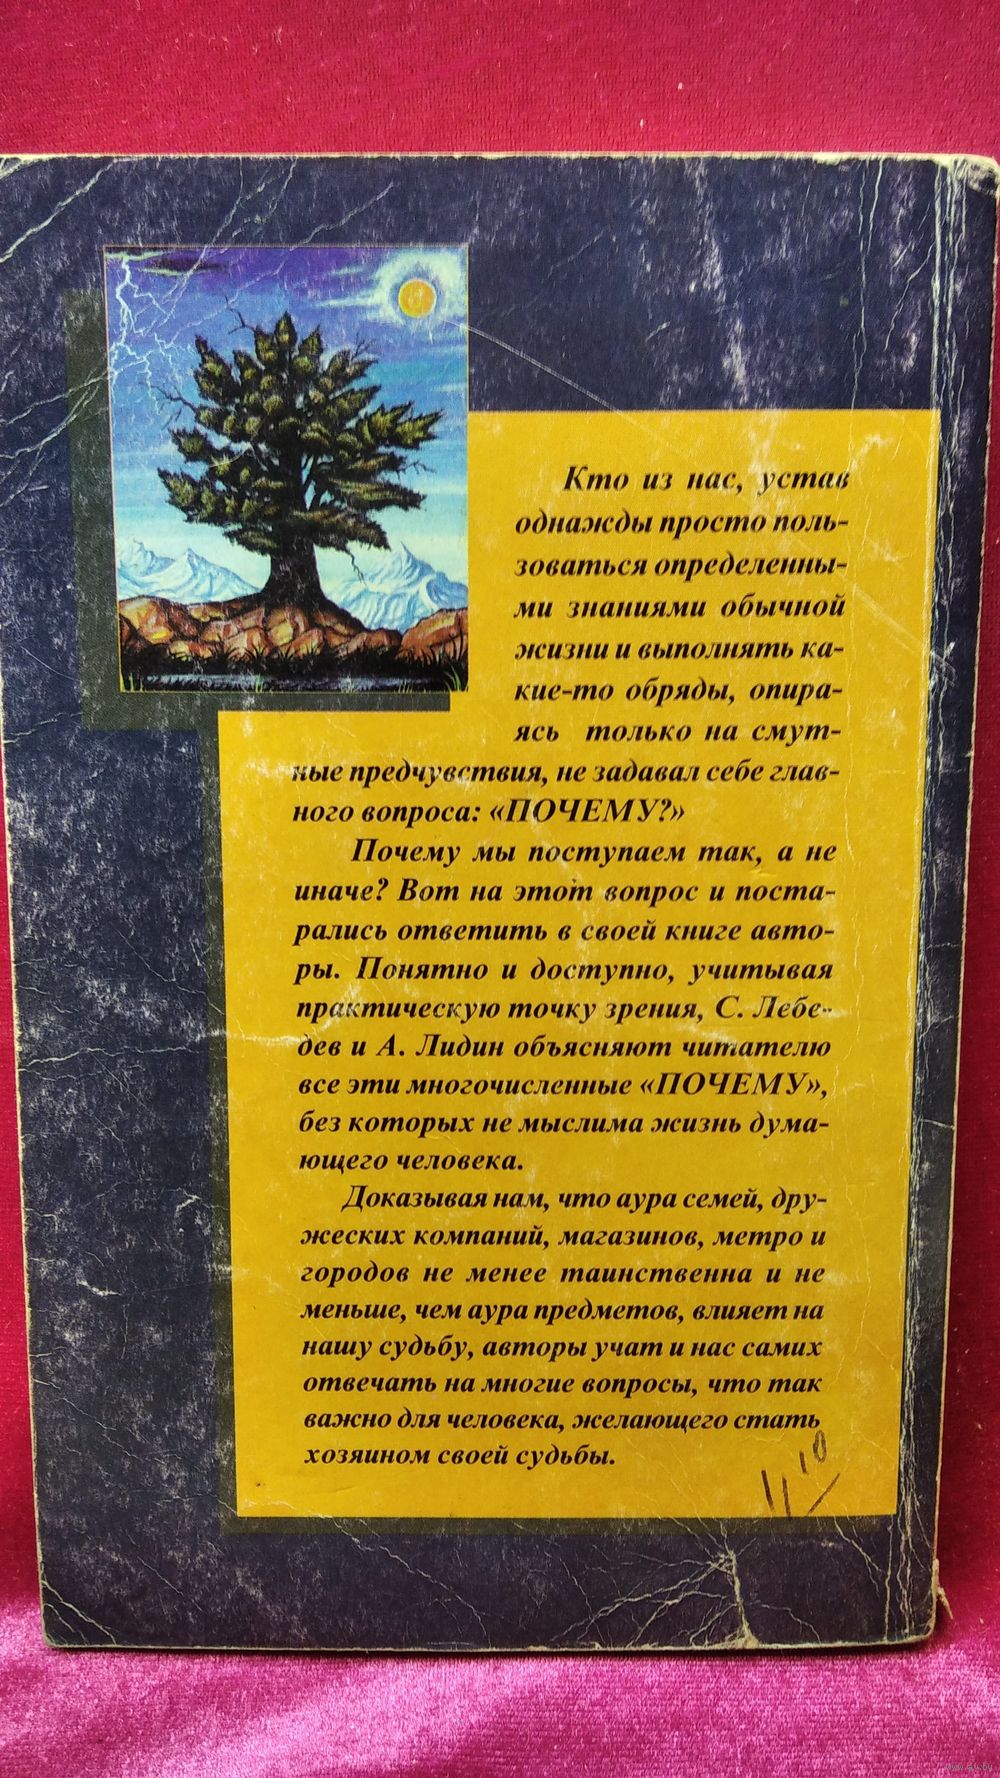 Кто из нас, устав
однажды просто поль-
зоваться определенны-
ми знаниями обычной
жизни и выполнять ка-
кие-то обряды, опира-
ясь только на смут-
ные предчувствия, не задавал себе глав-
ного вопроса: «ПОЧЕМУ?»
Почему мы поступаем так, а не
иначе? Вот на этот вопрос и поста-
рались ответить в своей книге авто-
ры. Понятно и доступно, учитывая
практическую точку зрения, С. Лебе-
дев и А. Лидин объясняют читателю
все эти многочисленные «ПОЧЕМУ»,
без которых не мыслима жизнь дума-
ющего человека.
Доказывая нам, что аура семей, дру-
жеских компаний, магазинов, метро и
городов не менее таинственна и не
меньше, чем аура предметов, влияет на
нашу судьбу, авторы учат и нас самих
отвечать на многие вопросы, что так
важно для человека, желающего стать
хозяином своей судьбы.